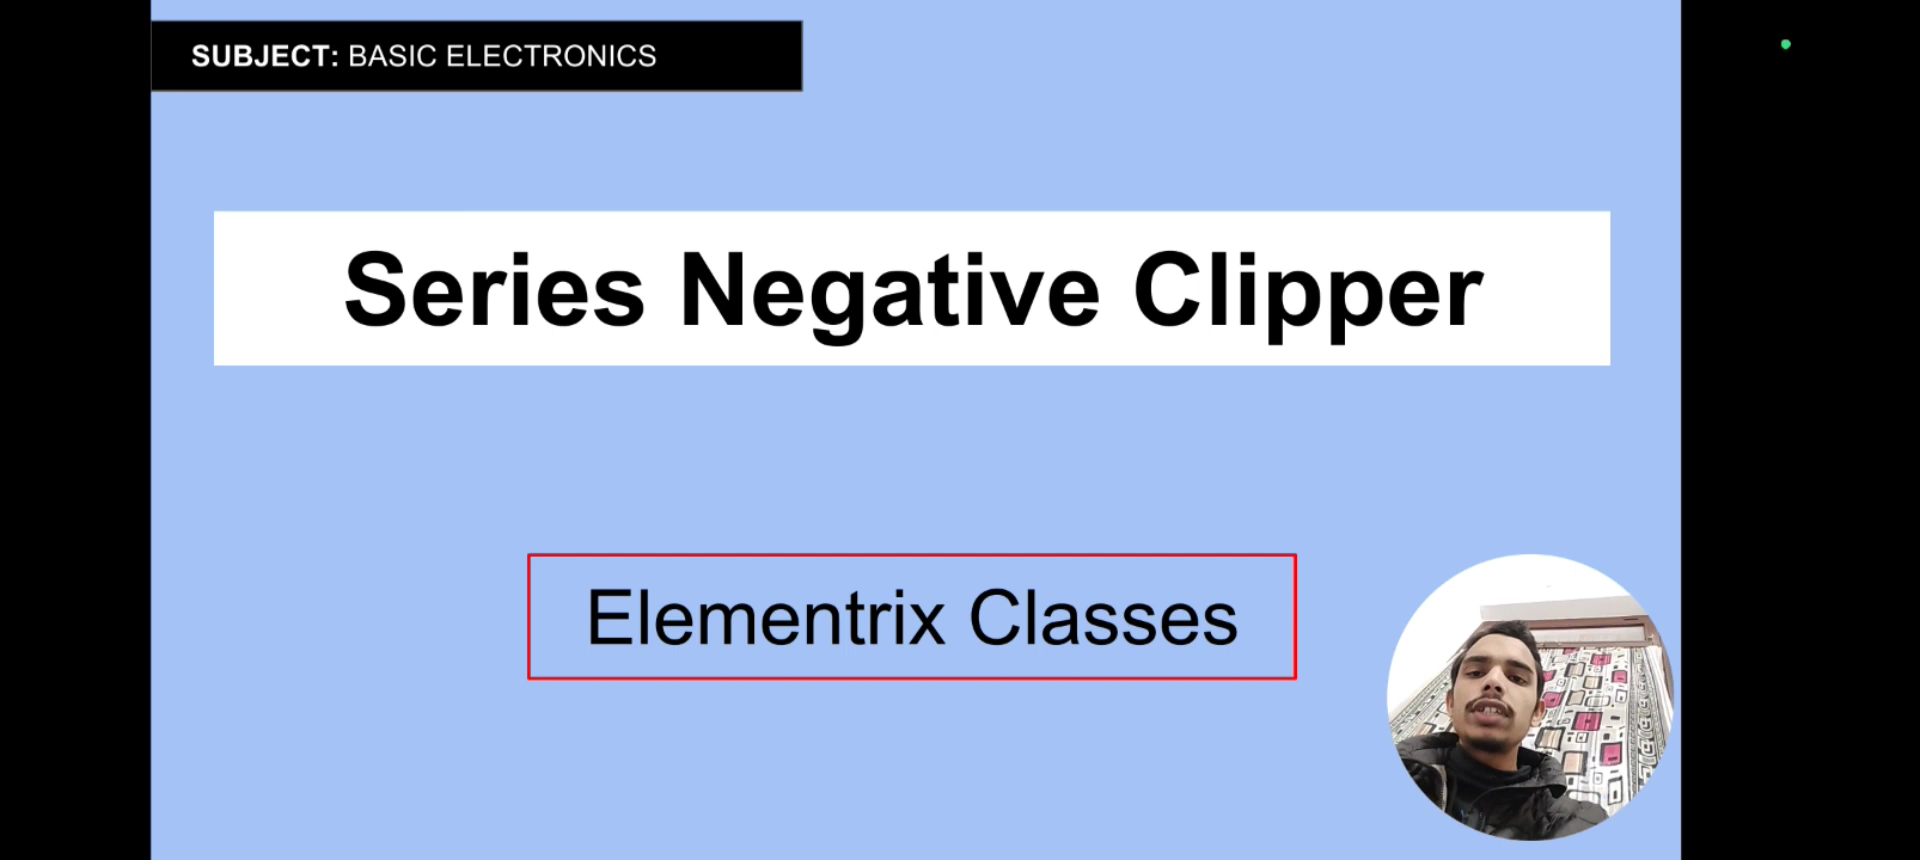 SUBJECT: BASIC ELECTRONICS
Series Negative Clipper
Elementrix Classes